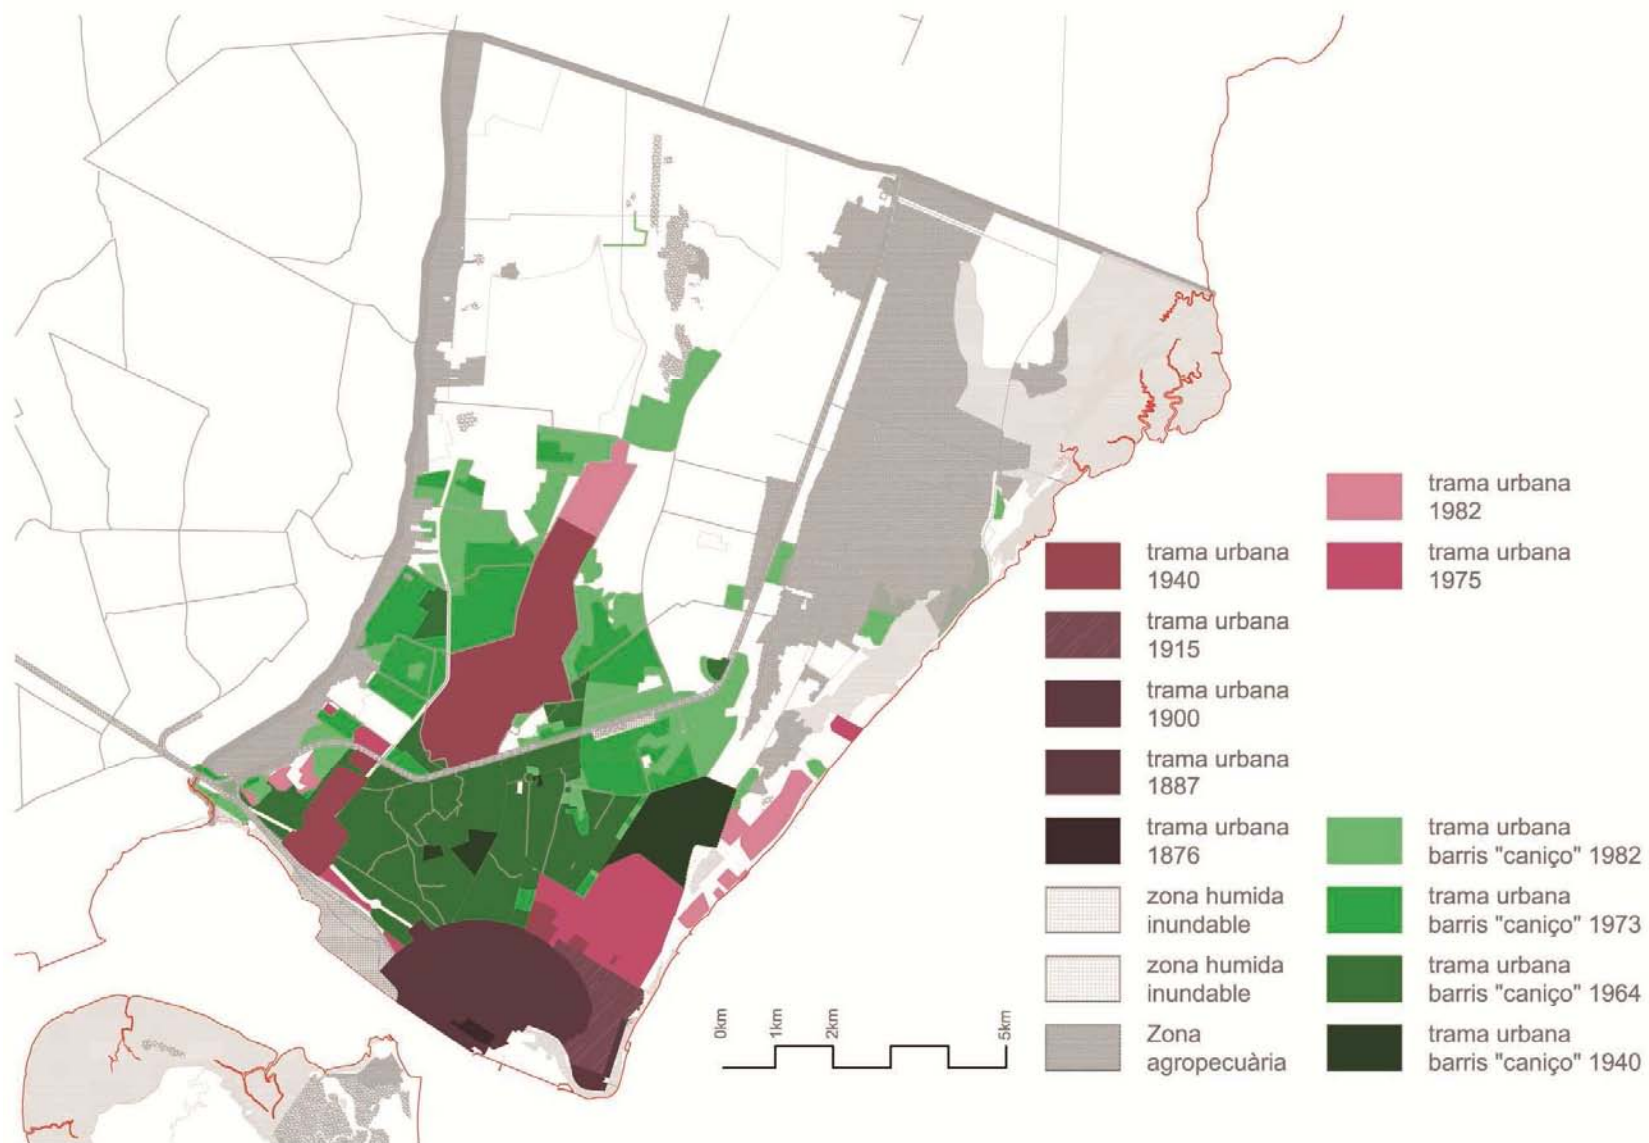 trama urbana
1982
trama urbana
1940
trama urbana
1975
trama urbana
1915
trama urbana
1900
trama urbana
1887
trama urbana
1876
trama urbana
barris "caniço" 1982
zona humida
inundable
trama urbana
barris "caniço" 1973
zona humida
inundable
trama urbana
barris "caniço" 1964
Zona
agropecuària
trama urbana
barris "caniço" 1940
0km
1km
2km
5km